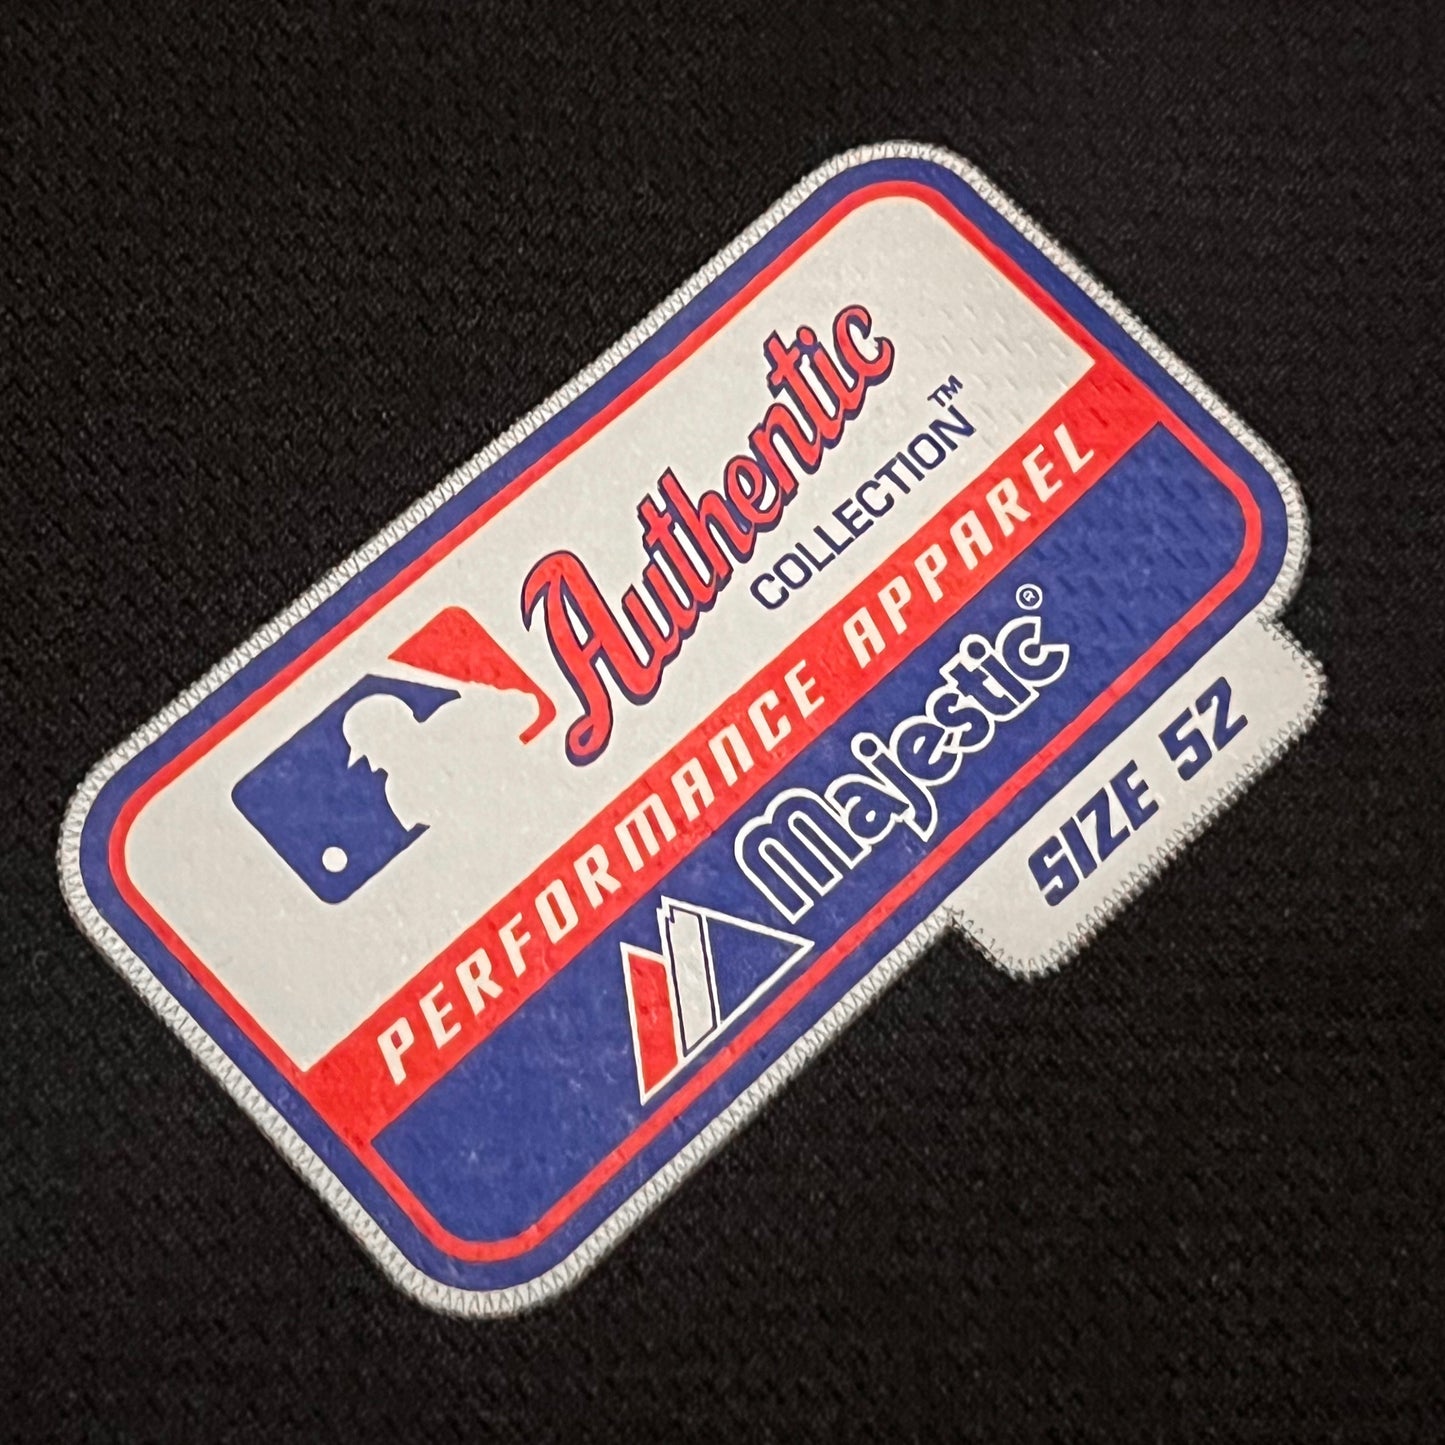 Authentic
COLLECTION™
PERFORMANCE APPAREL
Majestic®
SIZE 52